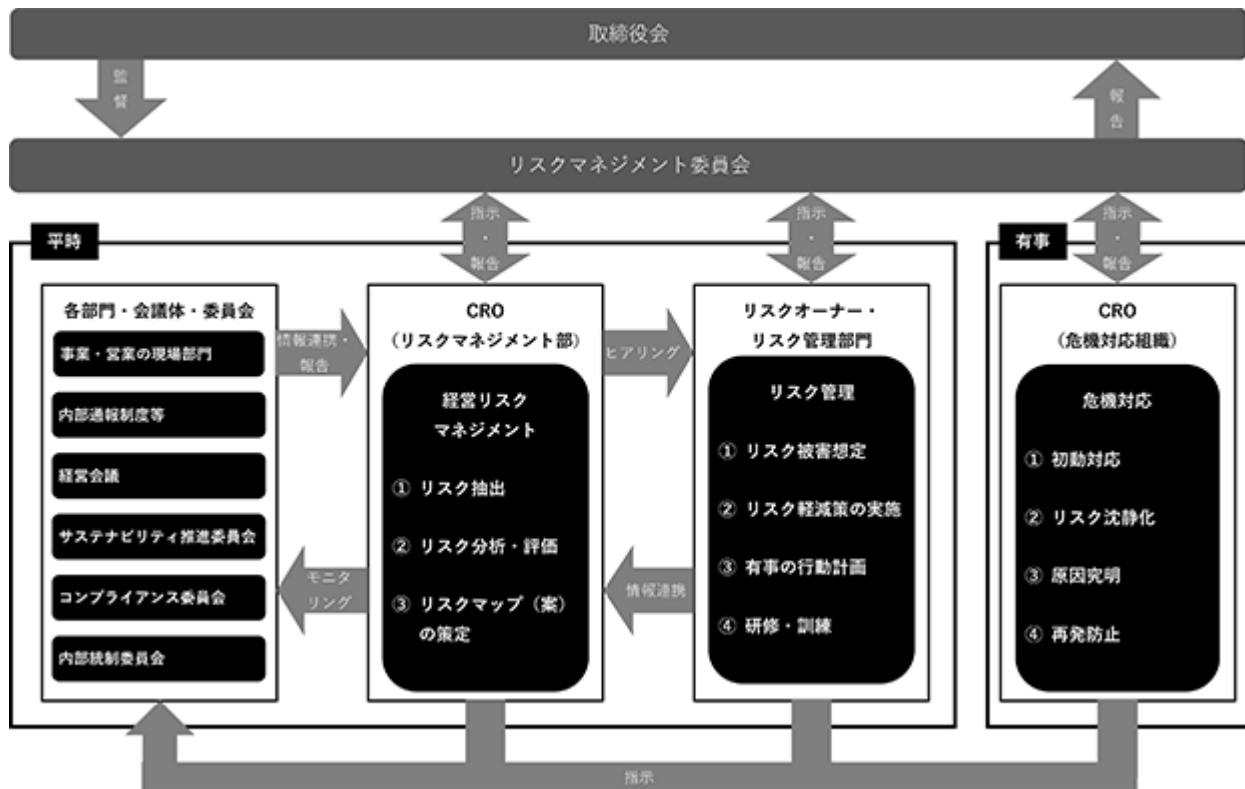 取締役会
監
督
報
告
リスクマネジメント委員会
指示
・
報告
指示
・
報告
指示
・
報告
平時
有事
各部門・会議体・委員会
事業・営業の現場部門
内部通報制度等
経営会議
サステナビリティ推進委員会
コンプライアンス委員会
内部統制委員会
情報連携・
報告
モニタ
リング
CRO
(リスクマネジメント部)
経営リスク
マネジメント
① リスク抽出
② リスク分析・評価
③ リスクマップ(案)
の策定
ヒアリング
情報連携
リスクオーナー・
リスク管理部門
リスク管理
① リスク被害想定
② リスク軽減策の実施
③ 有事の行動計画
④ 研修・訓練
CRO
(危機対応組織)
危機対応
① 初動対応
② リスク沈静化
③ 原因究明
④ 再発防止
指示